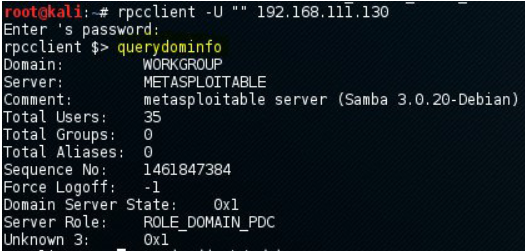 root@kali:~# rpcclient -U "" 192.168.111.130
Enter 's password:
rpcclient $> querydominfo
Domain: WORKGROUP
Server: METASPLOITABLE
Comment: metasploitable server (Samba 3.0.20-Debian)
Total Users: 35
Total Groups: 0
Total Aliases: 0
Sequence No: 1461847384
Force Logoff: -1
Domain Server State: 0x1
Server Role: ROLE_DOMAIN_PDC
Unknown 3: 0x1